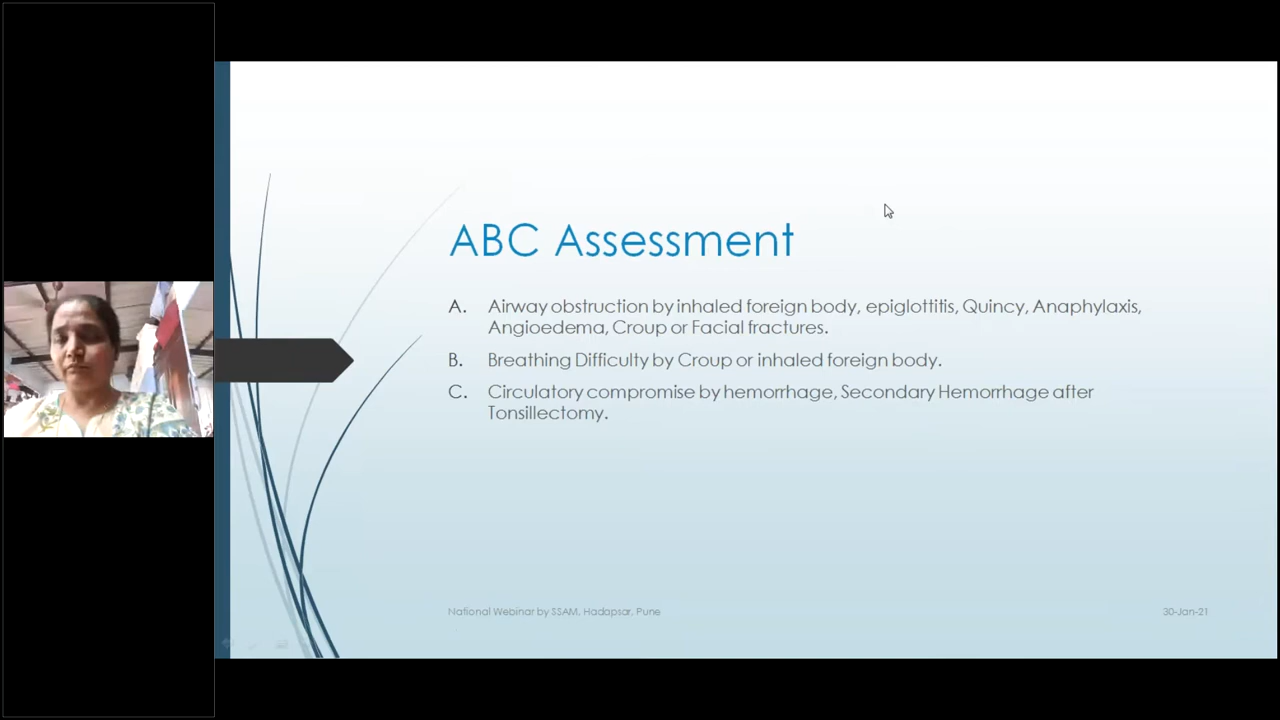 ABC Assessment
A. Airway obstruction by inhaled foreign body, epiglottitis, Quincy, Anaphylaxis,
Angioedema, Croup or Facial fractures.
B. Breathing Difficulty by Croup or inhaled foreign body.
C. Circulatory compromise by hemorrhage, Secondary Hemorrhage after
Tonsillectomy.
National Webinar by SSAM, Hadapsar, Pune
30-Jan-21